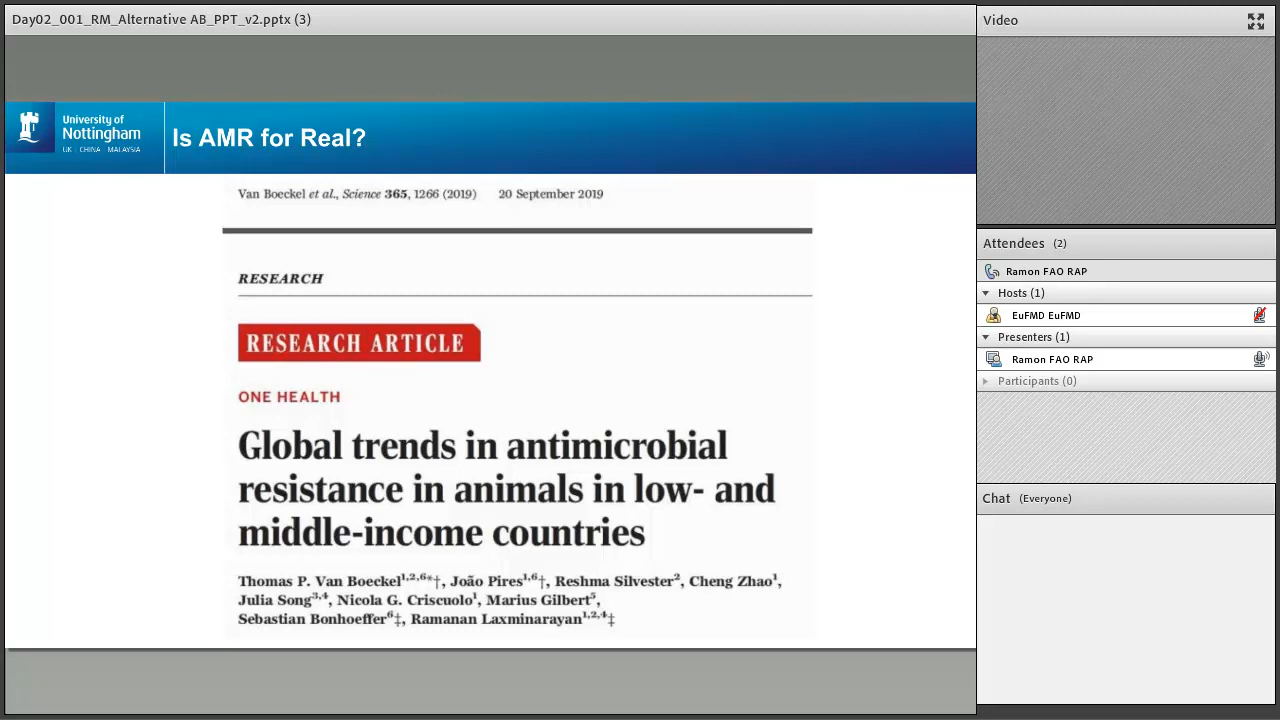 Day02_001_RM_Alternative AB_PPT_v2.pptx (3)
University of
Nottingham
UK | CHINA | MALAYSIA
Is AMR for Real?
Van Boeckel et al., Science 365, 1266 (2019) 20 September 2019
RESEARCH
RESEARCH ARTICLE
ONE HEALTH
Global trends in antimicrobial
resistance in animals in low- and
middle-income countries
Thomas P. Van Boeckel1,2,6*†, João Pires1,6†, Reshma Silvester2, Cheng Zhao1,
Julia Song3,4, Nicola G. Criscuolo1, Marius Gilbert5,
Sebastian Bonhoeffer6‡, Ramanan Laxminarayan1,2,4‡
Video
Attendees (2)
Ramon FAO RAP
Hosts (1)
EuFMD EuFMD
Presenters (1)
Ramon FAO RAP
Participants (0)
Chat (Everyone)